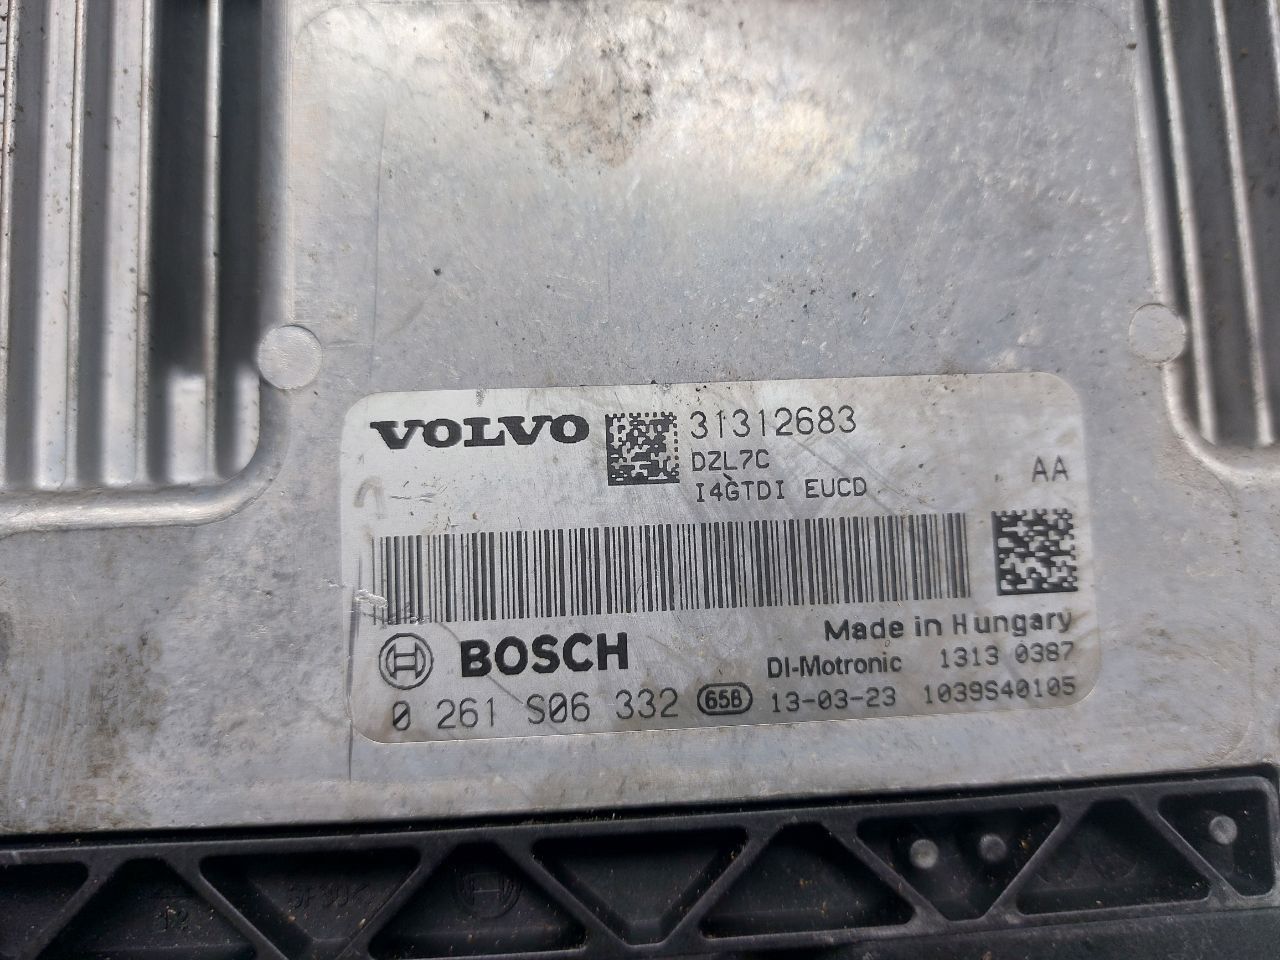 VOLVO
31312683
DZL7C
I4GTDI EUCD
AA
Made in Hungary
BOSCH
DI-Motronic 1313 0387
0 261 S06 332 65B 13-03-23 1039S40105